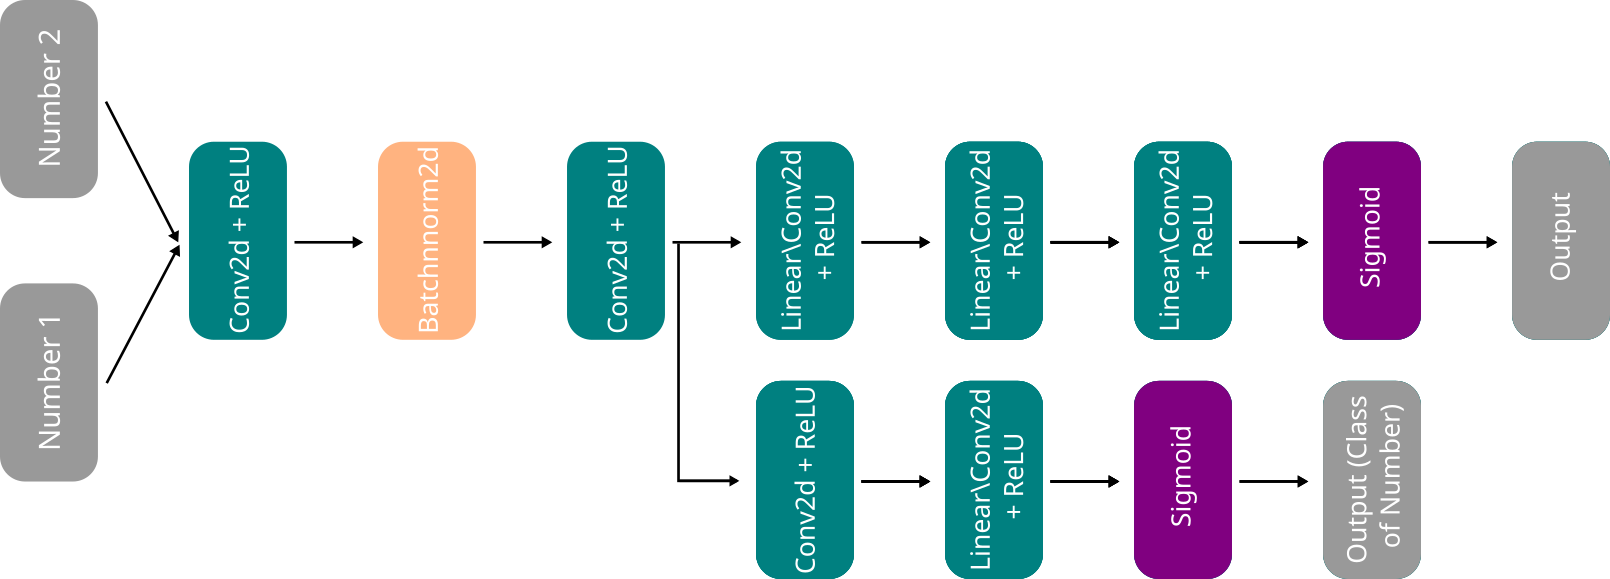 Number 2
Number 1
Conv2d + ReLU
Batchnnorm2d
Conv2d + ReLU
Linear\Conv2d
+ ReLU
Linear\Conv2d
+ ReLU
Linear\Conv2d
+ ReLU
Sigmoid
Output
Conv2d + ReLU
Linear\Conv2d
+ ReLU
Sigmoid
Output (Class
of Number)